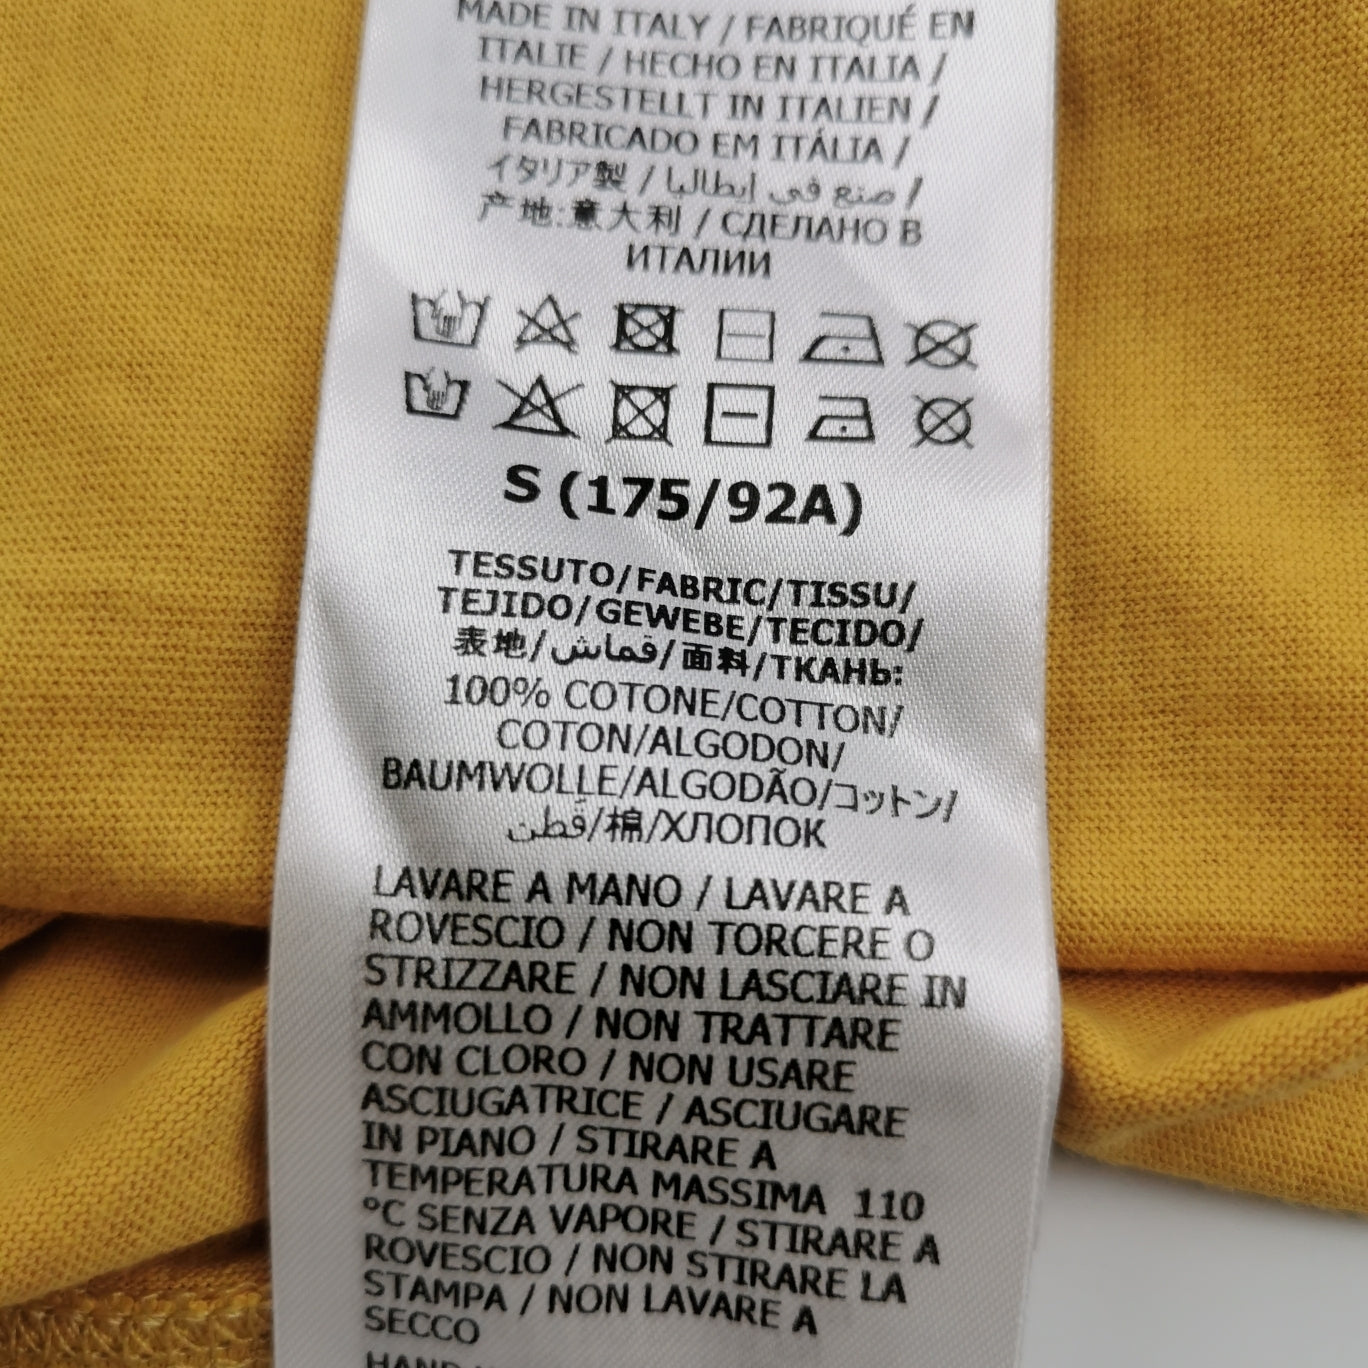 MADE IN ITALY / FABRIQUÉ EN
ITALIE / HECHO EN ITALIA /
HERGESTELLT IN ITALIEN /
FABRICADO EM ITÁLIA /
イタリア製 / صنع في إيطاليا /
产地:意大利 / СДЕЛАНО В
ИТАЛИИ
S (175/92A)
TESSUTO/FABRIC/TISSU/
TEJIDO/GEWEBE/TECIDO/
表地/قماش/面料/ТКАНЬ:
100% COTONE/COTTON/
COTON/ALGODON/
BAUMWOLLE/ALGODÃO/コットン/
قُطن/棉/ХЛОПОК
LAVARE A MANO / LAVARE A
ROVESCIO / NON TORCERE O
STRIZZARE / NON LASCIARE IN
AMMOLLO / NON TRATTARE
CON CLORO / NON USARE
ASCIUGATRICE / ASCIUGARE
IN PIANO / STIRARE A
TEMPERATURA MASSIMA 110
°C SENZA VAPORE / STIRARE A
ROVESCIO / NON STIRARE LA
STAMPA / NON LAVARE A
SECCO
HAND